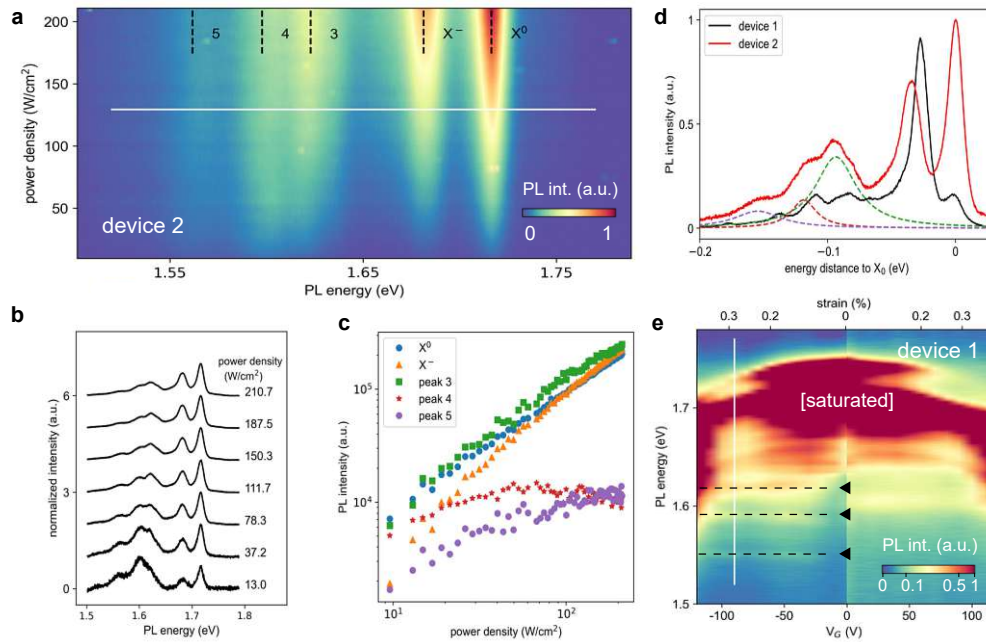 a
200
150
100
50
power density (W/cm²)
5
4
3
X⁻
X⁰
device 2
PL int. (a.u.)
0
1
1.55
1.65
1.75
PL energy (eV)
b
normalized intensity (a.u.)
6
3
0
power density
(W/cm²)
210.7
187.5
150.3
111.7
78.3
37.2
13.0
1.5
1.6
1.7
1.8
PL energy (eV)
c
X⁰
X⁻
peak 3
peak 4
peak 5
PL intensity (a.u.)
10⁵
10⁴
10¹
10²
power density (W/cm²)
d
device 1
device 2
PL intensity (a.u.)
1
0.5
0
-0.2
-0.1
0
energy distance to X₀ (eV)
e
strain (%)
0.3
0.2
0
0.2
0.3
device 1
[saturated]
PL energy (eV)
1.7
1.6
1.5
PL int. (a.u.)
0
0.1
0.5
1
-100
-50
0
50
100
V_G (V)